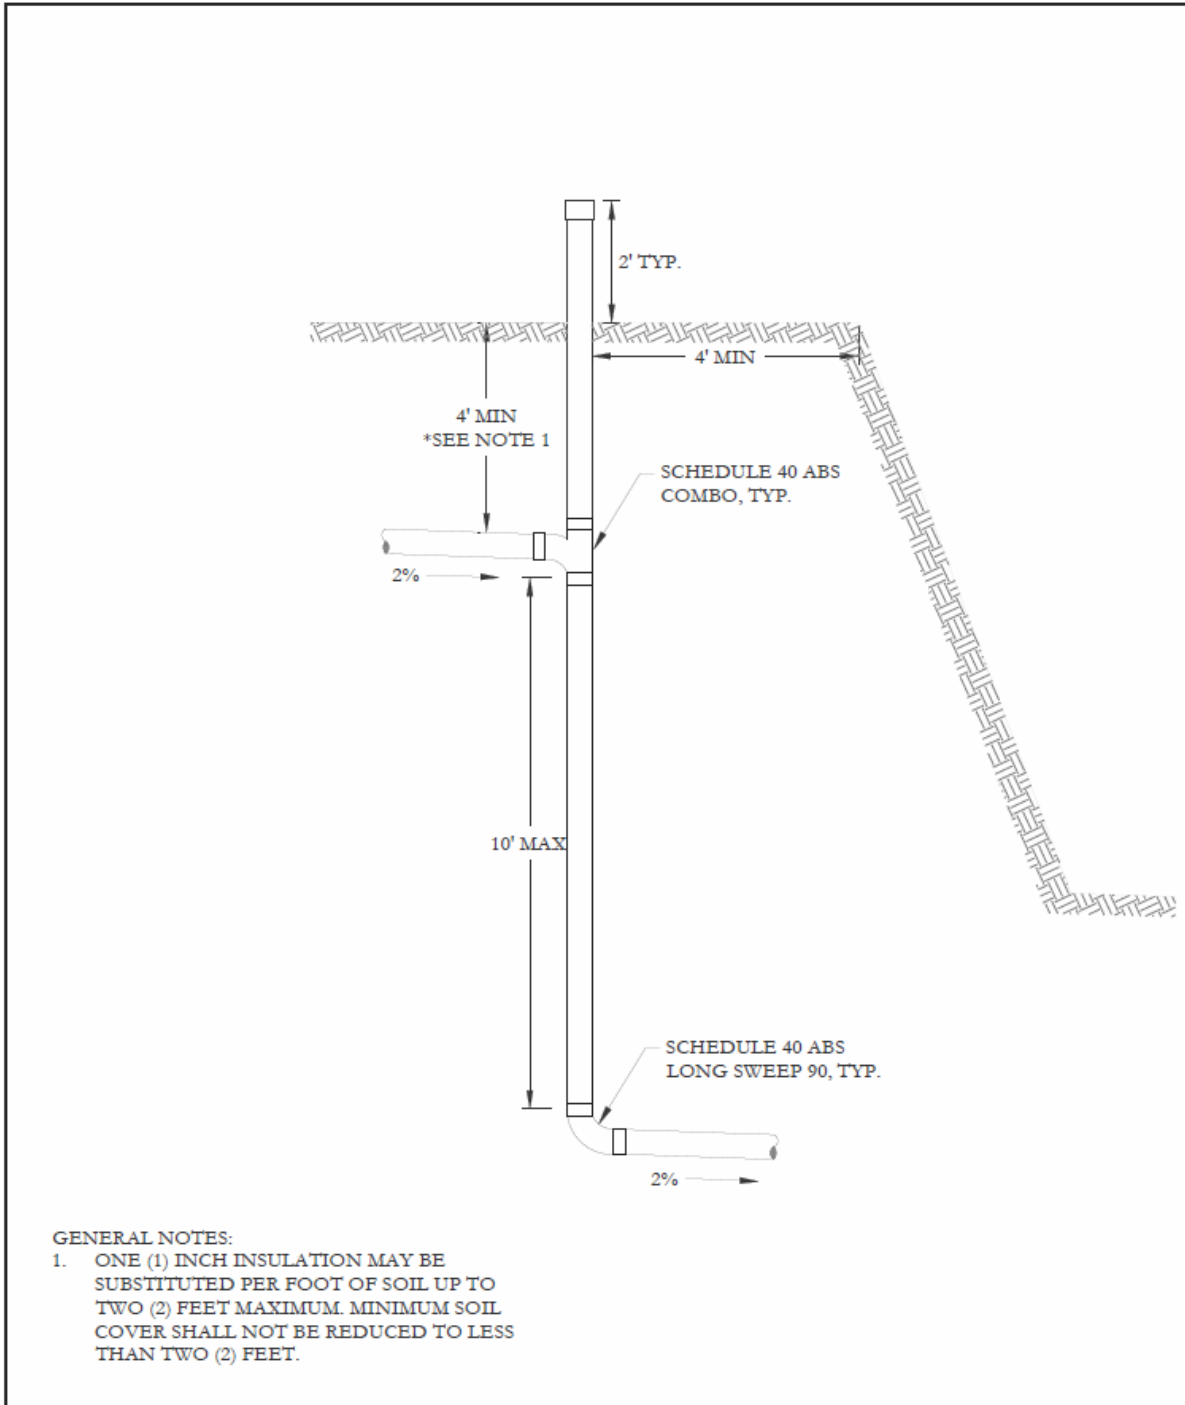 2' TYP.
4' MIN
4' MIN
*SEE NOTE 1
SCHEDULE 40 ABS
COMBO, TYP.
2%
10' MAX
SCHEDULE 40 ABS
LONG SWEEP 90, TYP.
2%
GENERAL NOTES:
1. ONE (1) INCH INSULATION MAY BE
SUBSTITUTED PER FOOT OF SOIL UP TO
TWO (2) FEET MAXIMUM. MINIMUM SOIL
COVER SHALL NOT BE REDUCED TO LESS
THAN TWO (2) FEET.